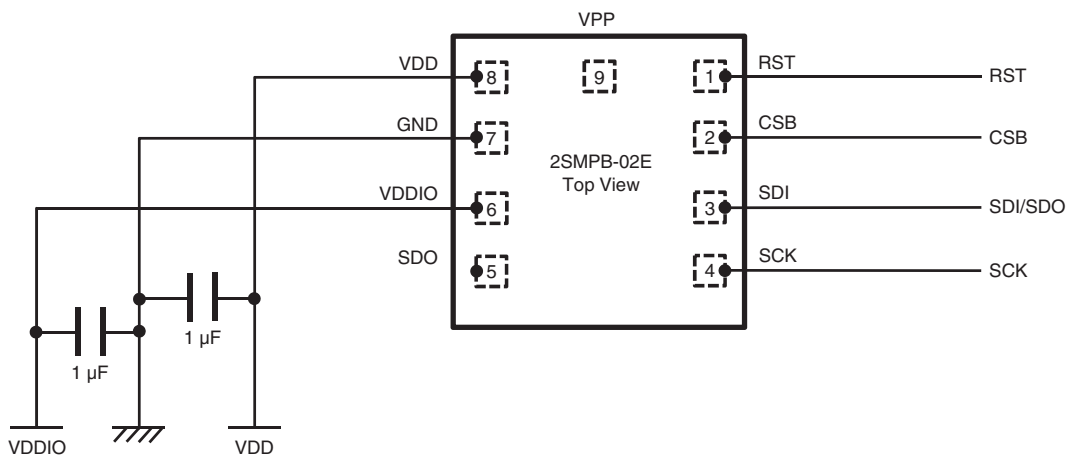 VPP
VDD
8
9
1
RST
RST
GND
7
2
CSB
CSB
2SMPB-02E
Top View
VDDIO
6
3
SDI
SDI/SDO
SDO
5
4
SCK
SCK
1 µF
1 µF
VDDIO
VDD